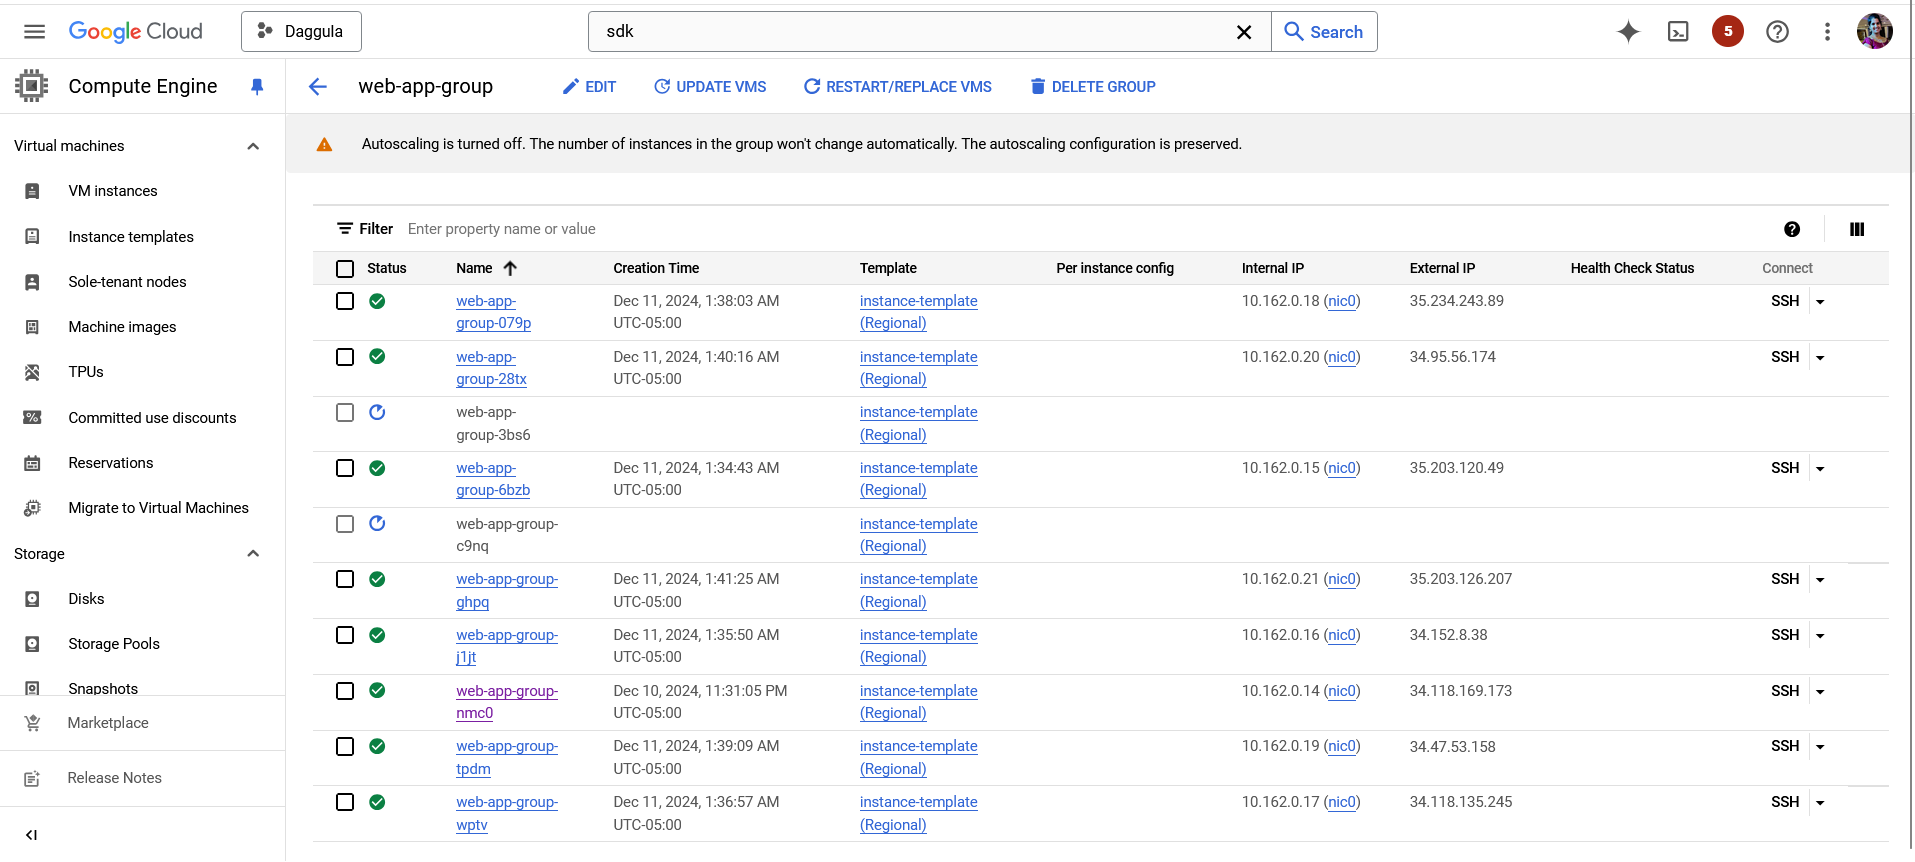 Google Cloud
Daggula
sdk
Search
5
Compute Engine
web-app-group
EDIT
UPDATE VMS
RESTART/REPLACE VMS
DELETE GROUP
Autoscaling is turned off. The number of instances in the group won't change automatically. The autoscaling configuration is preserved.
Virtual machines
VM instances
Instance templates
Sole-tenant nodes
Machine images
TPUs
Committed use discounts
Reservations
Migrate to Virtual Machines
Storage
Disks
Storage Pools
Snapshots
Marketplace
Release Notes
Filter Enter property name or value
Status Name Creation Time Template Per instance config Internal IP External IP Health Check Status Connect
web-app- Dec 11, 2024, 1:38:03 AM instance-template 10.162.0.18 (nic0) 35.234.243.89 SSH
group-079p UTC-05:00 (Regional)
web-app- Dec 11, 2024, 1:40:16 AM instance-template 10.162.0.20 (nic0) 34.95.56.174 SSH
group-28tx UTC-05:00 (Regional)
web-app- instance-template
group-3bs6 (Regional)
web-app- Dec 11, 2024, 1:34:43 AM instance-template 10.162.0.15 (nic0) 35.203.120.49 SSH
group-6bzb UTC-05:00 (Regional)
web-app-group- instance-template
c9nq (Regional)
web-app-group- Dec 11, 2024, 1:41:25 AM instance-template 10.162.0.21 (nic0) 35.203.126.207 SSH
ghpq UTC-05:00 (Regional)
web-app-group- Dec 11, 2024, 1:35:50 AM instance-template 10.162.0.16 (nic0) 34.152.8.38 SSH
j1jt UTC-05:00 (Regional)
web-app-group- Dec 10, 2024, 11:31:05 PM instance-template 10.162.0.14 (nic0) 34.118.169.173 SSH
nmc0 UTC-05:00 (Regional)
web-app-group- Dec 11, 2024, 1:39:09 AM instance-template 10.162.0.19 (nic0) 34.47.53.158 SSH
tpdm UTC-05:00 (Regional)
web-app-group- Dec 11, 2024, 1:36:57 AM instance-template 10.162.0.17 (nic0) 34.118.135.245 SSH
wptv UTC-05:00 (Regional)